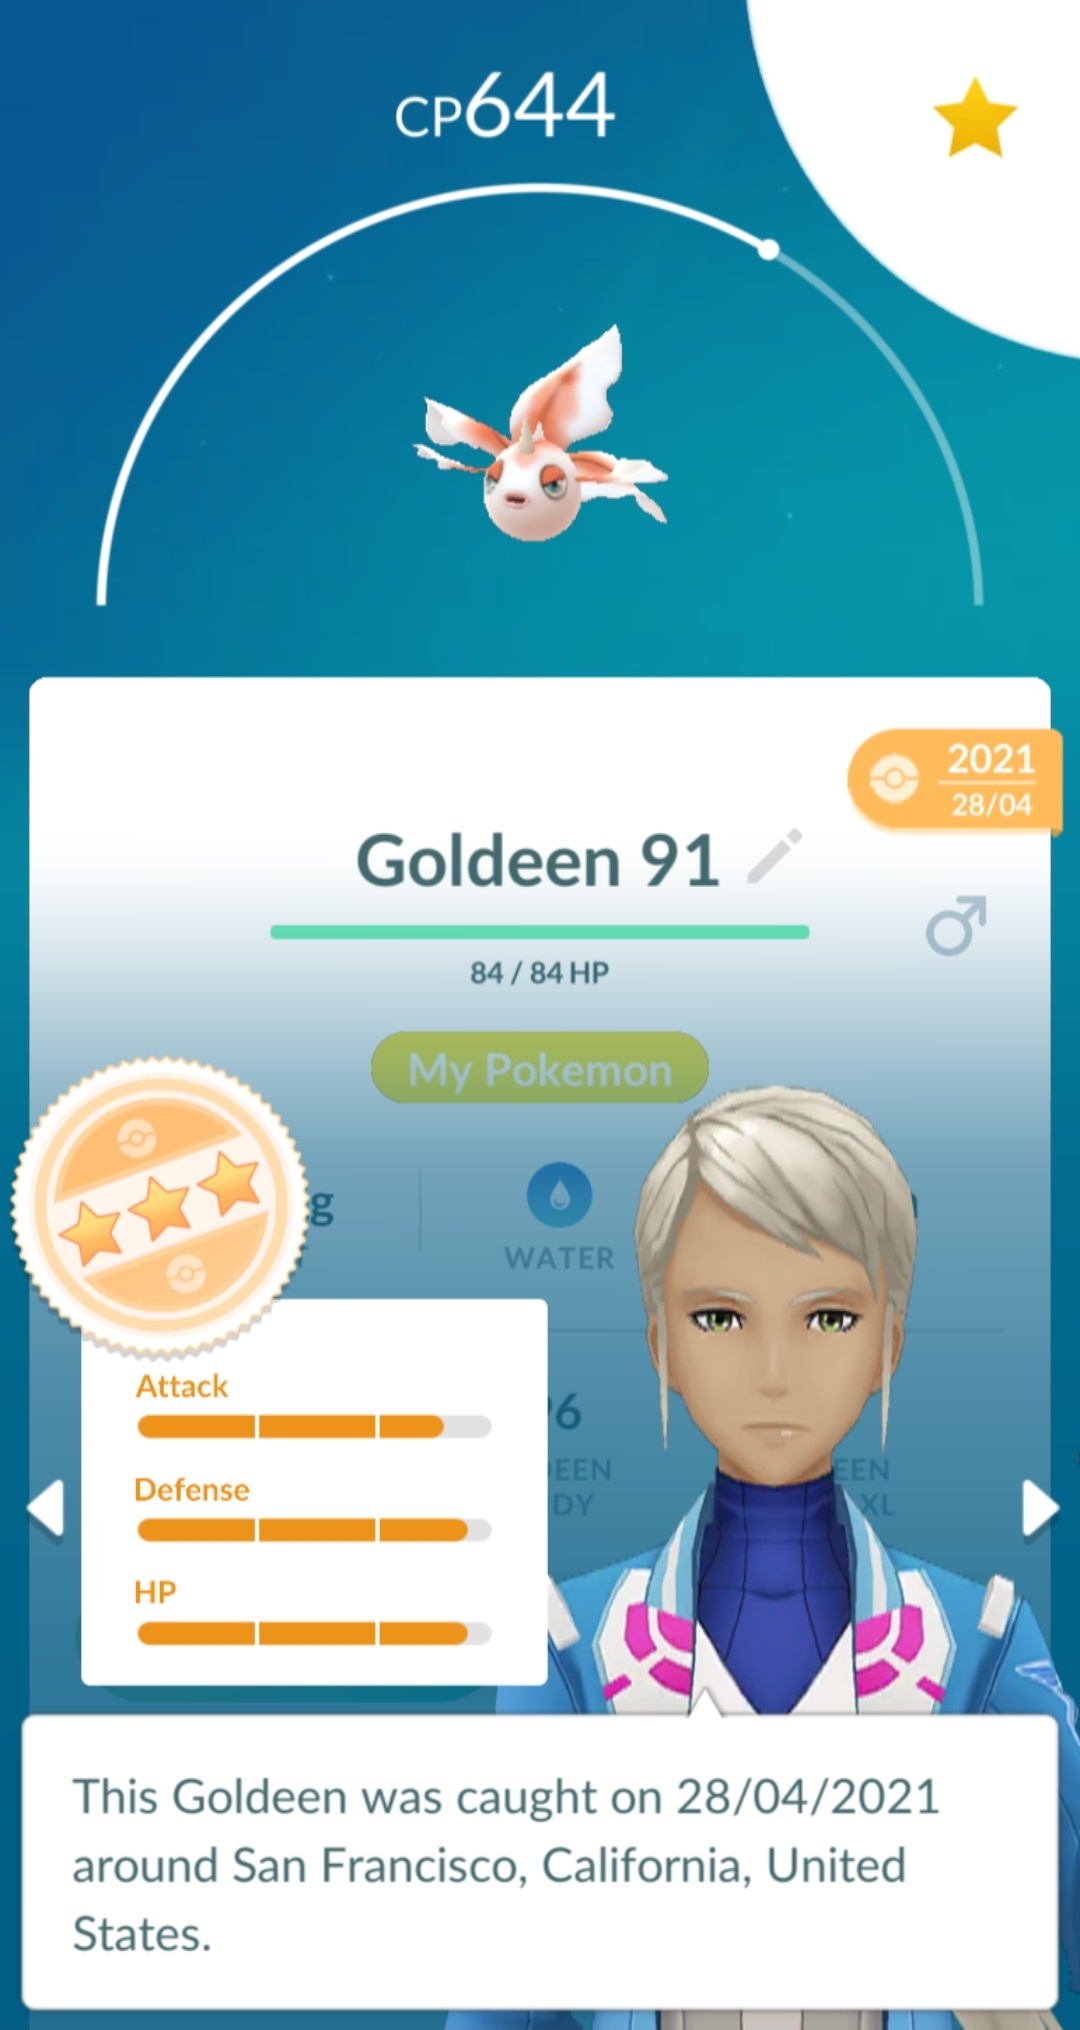 CP644
2021
28/04
Goldeen 91
84 / 84 HP
My Pokemon
g
WATER
6
EEN
EEN
DY
XL
Attack
Defense
HP
This Goldeen was caught on 28/04/2021
around San Francisco, California, United
States.